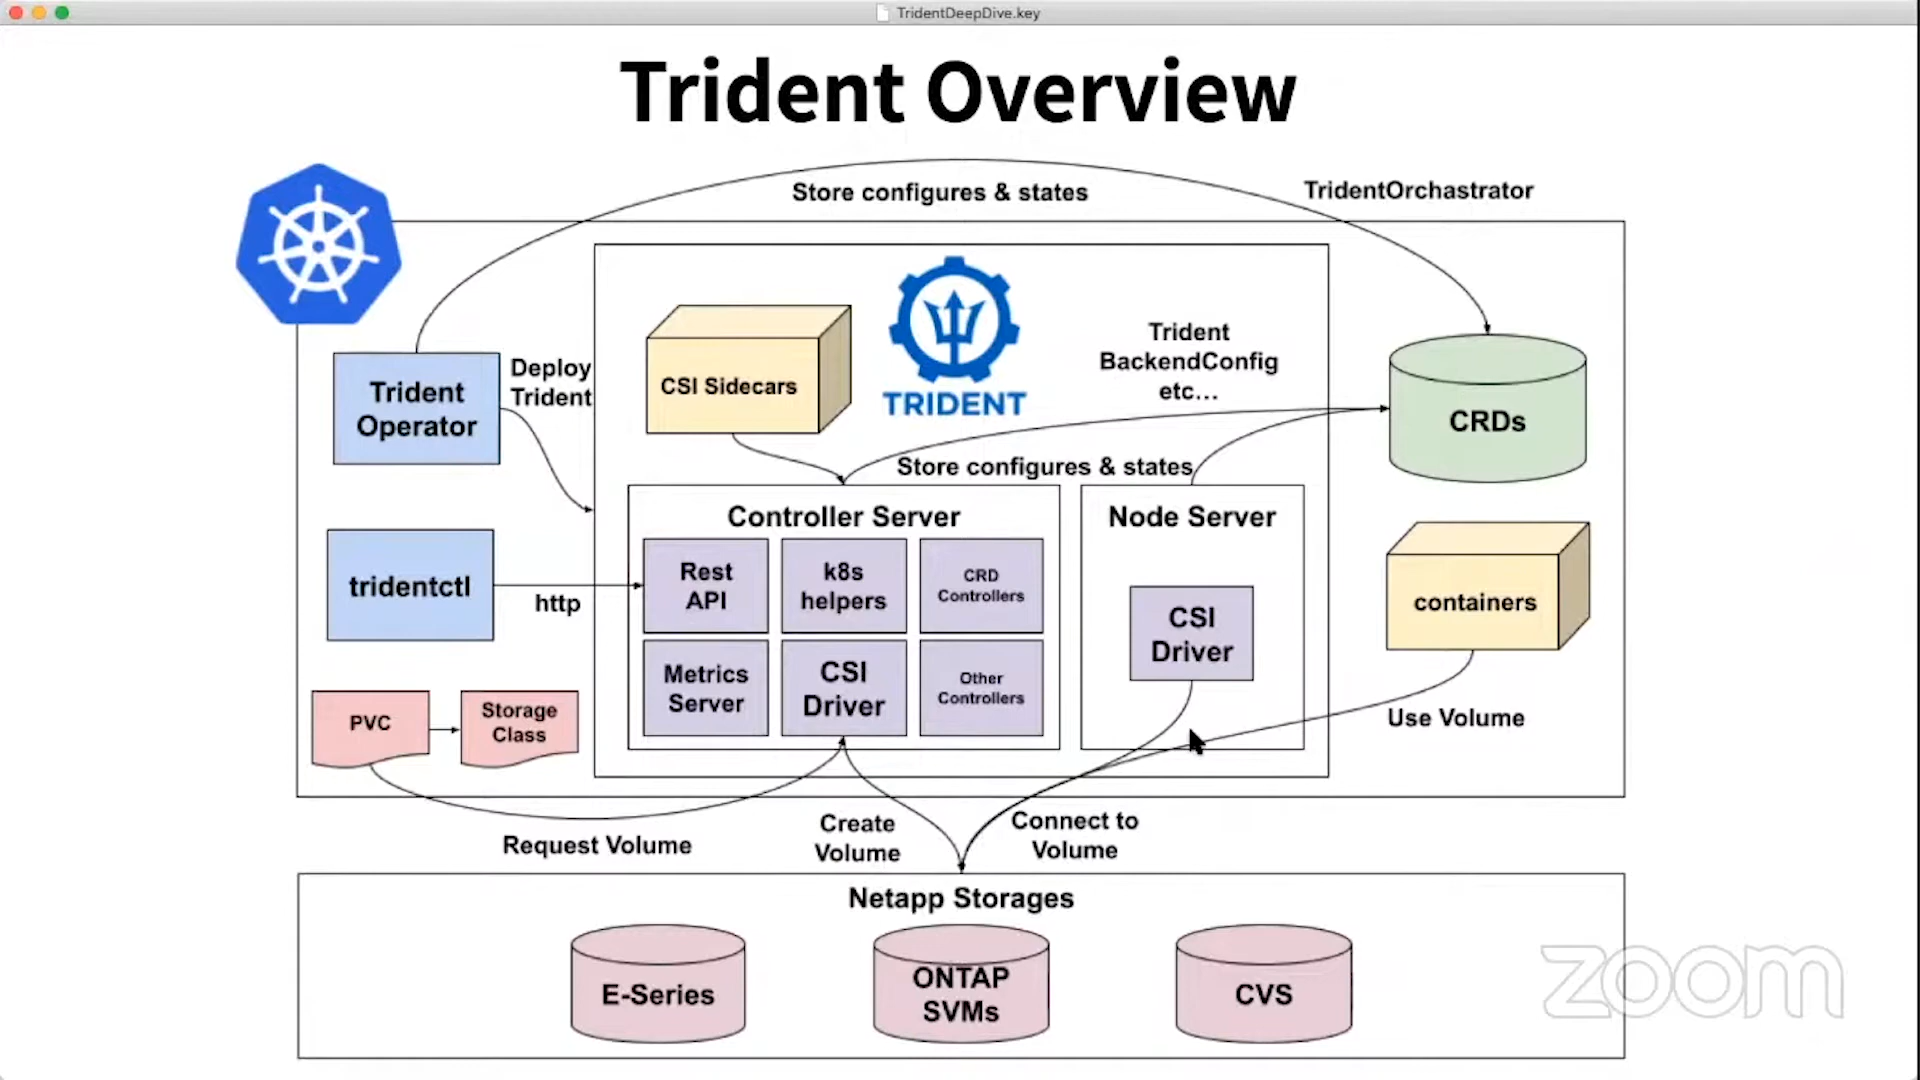 TridentDeepDive.key
Trident Overview
Store configures & states
TridentOrchastrator
Trident
Operator
Deploy
Trident
CSI Sidecars
TRIDENT
Trident
BackendConfig
etc...
CRDs
Store configures & states
tridentctl
http
Controller Server
Rest
API
k8s
helpers
CRD
Controllers
Metrics
Server
CSI
Driver
Other
Controllers
Node Server
CSI
Driver
containers
PVC
Storage
Class
Use Volume
Request Volume
Create
Volume
Connect to
Volume
Netapp Storages
E-Series
ONTAP
SVMs
CVS
zoom